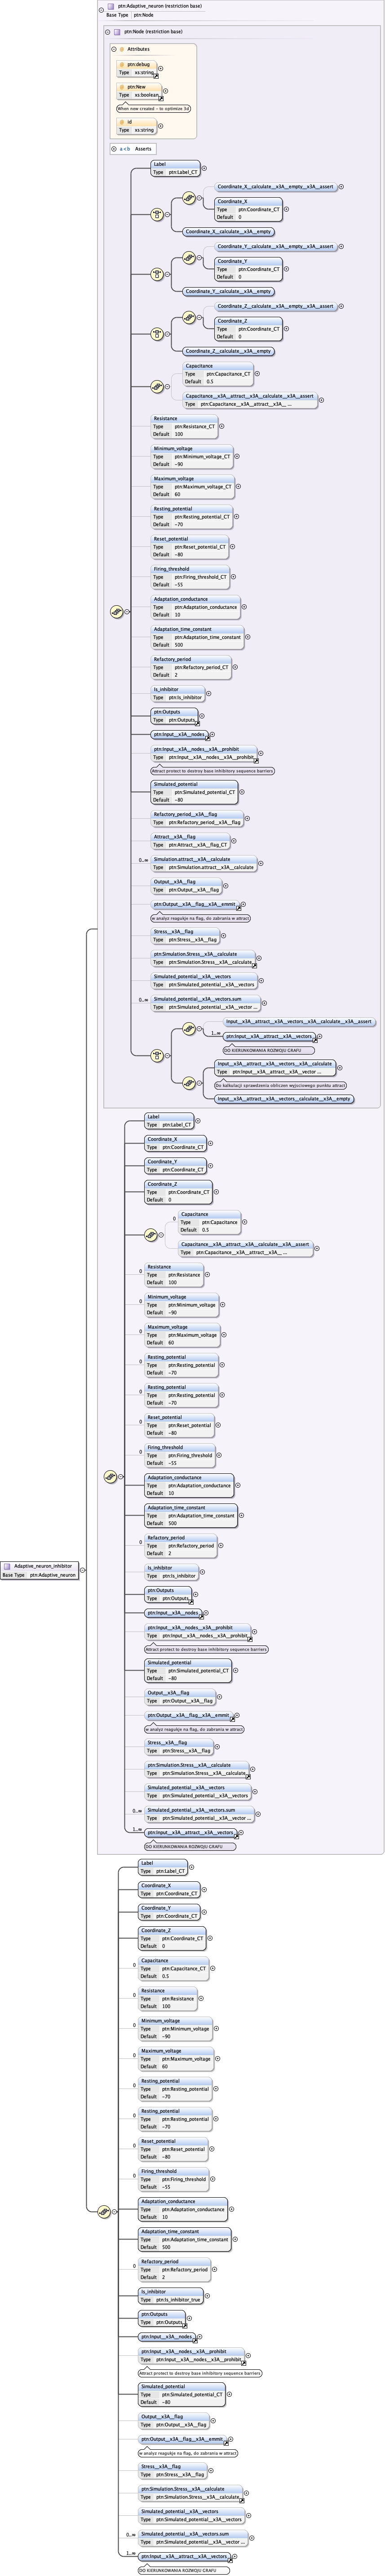 ptn:Adaptive_neuron (restriction base)
Base Type ptn:Node
ptn:Node (restriction base)
Attributes
ptn:debug
Type xs:string
ptn:New
Type xs:boolean
When now created - to optimize Id
id
Type xs:string
a=b Asserts
Label
Type ptn:Label_CT
Coordinate_X__calculate__x3A__empty__x3A__assert
Coordinate_X
Type ptn:Coordinate_CT
Default 0
Coordinate_X__calculate__x3A__empty
Coordinate_Y__calculate__x3A__empty__x3A__assert
Coordinate_Y
Type ptn:Coordinate_CT
Default 0
Coordinate_Y__calculate__x3A__empty
Coordinate_Z__calculate__x3A__empty__x3A__assert
Coordinate_Z
Type ptn:Coordinate_CT
Default 0
Coordinate_Z__calculate__x3A__empty
Capacitance
Type ptn:Capacitance_CT
Default 0.5
Capacitance__x3A__attract__x3A__calculate__x3A__assert
Type ptn:Capacitance__x3A__attract__x3A__ ...
Resistance
Type ptn:Resistance_CT
Default 100
Minimum_voltage
Type ptn:Minimum_voltage_CT
Default -90
Maximum_voltage
Type ptn:Maximum_voltage_CT
Default 60
Resting_potential
Type ptn:Resting_potential_CT
Default -70
Reset_potential
Type ptn:Reset_potential_CT
Default -80
Firing_threshold
Type ptn:Firing_threshold_CT
Default -55
Adaptation_conductance
Type ptn:Adaptation_conductance
Default 10
Adaptation_time_constant
Type ptn:Adaptation_time_constant
Default 500
Refactory_period
Type ptn:Refactory_period_CT
Default 2
Is_inhibitor
Type ptn:Is_inhibitor
ptn:Outputs
Type ptn:Outputs
ptn:Input__x3A__nodes
ptn:Input__x3A__nodes__x3A__prohibit
Type ptn:Input__x3A__nodes__x3A__prohibit
Attract protect to destroy base inhibitory sequence barriers
Simulated_potential
Type ptn:Simulated_potential_CT
Default -80
Refactory_period__x3A__flag
Type ptn:Refactory_period__x3A__flag
Attract__x3A__flag
Type ptn:Attract__x3A__flag_CT
0..∞
Simulation.attract__x3A__calculate
Type ptn:Simulation.attract__x3A__calculate
Output__x3A__flag
Type ptn:Output__x3A__flag
ptn:Output__x3A__flag__x3A__emmit
w analyz reagukje na flag, do zabrania w attract
Stress__x3A__flag
Type ptn:Stress__x3A__flag
ptn:Simulation.Stress__x3A__calculate
Type ptn:Simulation.Stress__x3A__calculate
Simulated_potential__x3A__vectors
Type ptn:Simulated_potential__x3A__vectors
0..∞
Simulated_potential__x3A__vectors.sum
Type ptn:Simulated_potential__x3A__vector ...
Input__x3A__attract__x3A__vectors__x3A__calculate__x3A__assert
1..∞
ptn:Input__x3A__attract__x3A__vectors
DO KIERUNKOWANIA ROZWOJU GRAFU
Input__x3A__attract__x3A__vectors__x3A__calculate
Type ptn:Input__x3A__attract__x3A__vector ...
Do kalkulacji sprawdzenia obliczen wyjsciowego punktu attract
Input__x3A__attract__x3A__vectors__calculate__x3A__empty
Label
Type ptn:Label_CT
Coordinate_X
Type ptn:Coordinate_CT
Coordinate_Y
Type ptn:Coordinate_CT
Coordinate_Z
Type ptn:Coordinate_CT
Default 0
0
Capacitance
Type ptn:Capacitance
Default 0.5
Capacitance__x3A__attract__x3A__calculate__x3A__assert
Type ptn:Capacitance__x3A__attract__x3A__ ...
0
Resistance
Type ptn:Resistance
Default 100
0
Minimum_voltage
Type ptn:Minimum_voltage
Default -90
0
Maximum_voltage
Type ptn:Maximum_voltage
Default 60
0
Resting_potential
Type ptn:Resting_potential
Default -70
0
Resting_potential
Type ptn:Resting_potential
Default -70
0
Reset_potential
Type ptn:Reset_potential
Default -80
0
Firing_threshold
Type ptn:Firing_threshold
Default -55
Adaptation_conductance
Type ptn:Adaptation_conductance
Default 10
Adaptation_time_constant
Type ptn:Adaptation_time_constant
Default 500
0
Refactory_period
Type ptn:Refactory_period
Default 2
Adaptive_neuron_inhibitor
Base Type ptn:Adaptive_neuron
Is_inhibitor
Type ptn:Is_inhibitor
ptn:Outputs
Type ptn:Outputs
ptn:Input__x3A__nodes
ptn:Input__x3A__nodes__x3A__prohibit
Type ptn:Input__x3A__nodes__x3A__prohibit
Attract protect to destroy base inhibitory sequence barriers
Simulated_potential
Type ptn:Simulated_potential_CT
Default -80
Output__x3A__flag
Type ptn:Output__x3A__flag
ptn:Output__x3A__flag__x3A__emmit
w analyz reagukje na flag, do zabrania w attract
Stress__x3A__flag
Type ptn:Stress__x3A__flag
ptn:Simulation.Stress__x3A__calculate
Type ptn:Simulation.Stress__x3A__calculate
Simulated_potential__x3A__vectors
Type ptn:Simulated_potential__x3A__vectors
0..∞
Simulated_potential__x3A__vectors.sum
Type ptn:Simulated_potential__x3A__vector ...
1..∞
ptn:Input__x3A__attract__x3A__vectors
DO KIERUNKOWANIA ROZWOJU GRAFU
Label
Type ptn:Label_CT
Coordinate_X
Type ptn:Coordinate_CT
Coordinate_Y
Type ptn:Coordinate_CT
Coordinate_Z
Type ptn:Coordinate_CT
Default 0
0
Capacitance
Type ptn:Capacitance_CT
Default 0.5
0
Resistance
Type ptn:Resistance
Default 100
0
Minimum_voltage
Type ptn:Minimum_voltage
Default -90
0
Maximum_voltage
Type ptn:Maximum_voltage
Default 60
0
Resting_potential
Type ptn:Resting_potential
Default -70
0
Resting_potential
Type ptn:Resting_potential
Default -70
0
Reset_potential
Type ptn:Reset_potential
Default -80
0
Firing_threshold
Type ptn:Firing_threshold
Default -55
Adaptation_conductance
Type ptn:Adaptation_conductance
Default 10
Adaptation_time_constant
Type ptn:Adaptation_time_constant
Default 500
0
Refactory_period
Type ptn:Refactory_period
Default 2
Is_inhibitor
Type ptn:Is_inhibitor_true
ptn:Outputs
Type ptn:Outputs
ptn:Input__x3A__nodes
ptn:Input__x3A__nodes__x3A__prohibit
Type ptn:Input__x3A__nodes__x3A__prohibit
Attract protect to destroy base inhibitory sequence barriers
Simulated_potential
Type ptn:Simulated_potential_CT
Default -80
Output__x3A__flag
Type ptn:Output__x3A__flag
ptn:Output__x3A__flag__x3A__emmit
w analyz reagukje na flag, do zabrania w attract
Stress__x3A__flag
Type ptn:Stress__x3A__flag
ptn:Simulation.Stress__x3A__calculate
Type ptn:Simulation.Stress__x3A__calculate
Simulated_potential__x3A__vectors
Type ptn:Simulated_potential__x3A__vectors
0..∞
Simulated_potential__x3A__vectors.sum
Type ptn:Simulated_potential__x3A__vector ...
1..∞
ptn:Input__x3A__attract__x3A__vectors
DO KIERUNKOWANIA ROZWOJU GRAFU